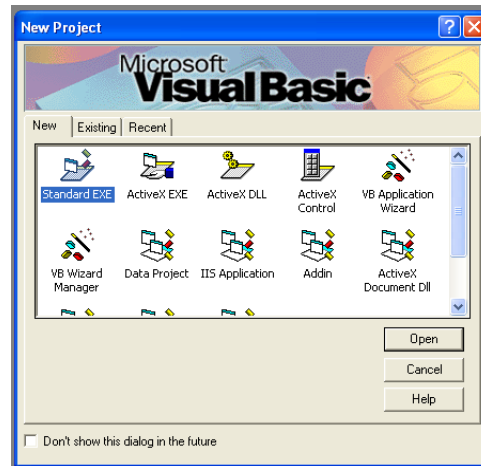 New Project
Microsoft
Visual Basic
New Existing Recent
Standard EXE ActiveX EXE ActiveX DLL ActiveX Control VB Application Wizard
VB Wizard Manager Data Project IIS Application Addin ActiveX Document Dll
Open
Cancel
Help
Don't show this dialog in the future